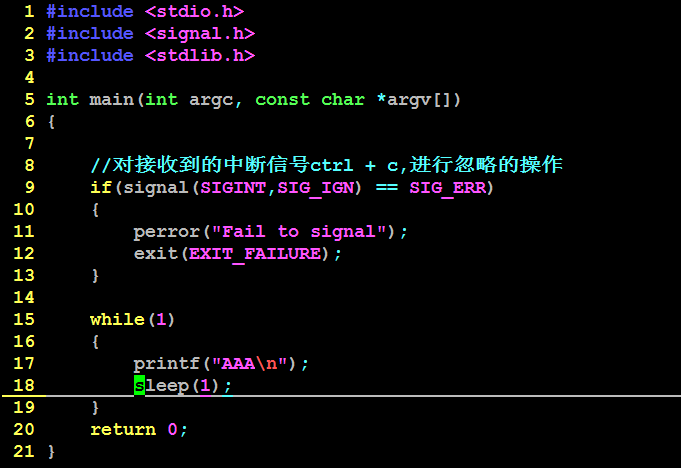 1 #include <stdio.h>
2 #include <signal.h>
3 #include <stdlib.h>
4
5 int main(int argc, const char *argv[])
6 {
7
8     //对接收到的中断信号ctrl + c,进行忽略的操作
9     if(signal(SIGINT,SIG_IGN) == SIG_ERR)
10     {
11         perror("Fail to signal");
12         exit(EXIT_FAILURE);
13     }
14
15     while(1)
16     {
17         printf("AAA\n");
18         sleep(1);
19     }
20     return 0;
21 }